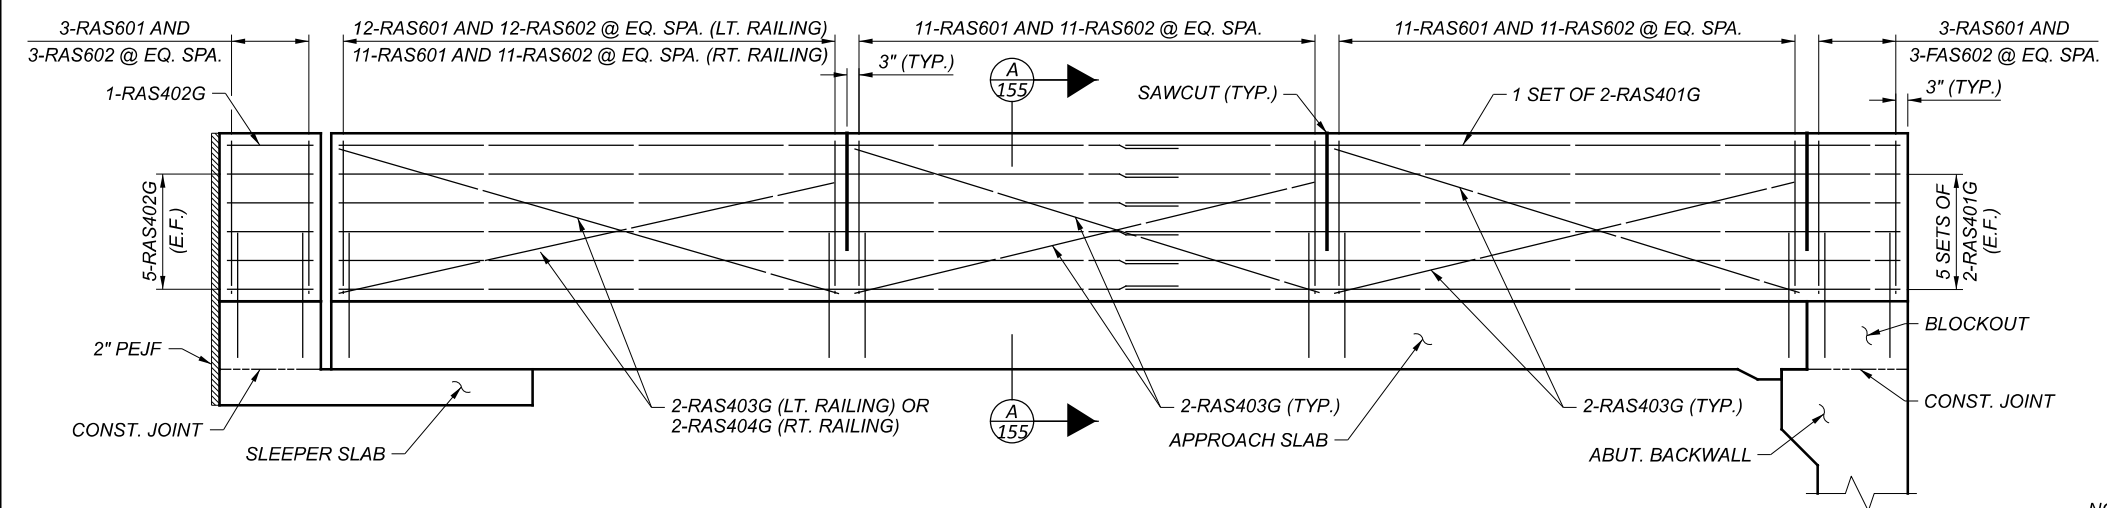 3-RAS601 AND
3-RAS602 @ EQ. SPA.
12-RAS601 AND 12-RAS602 @ EQ. SPA. (LT. RAILING)
11-RAS601 AND 11-RAS602 @ EQ. SPA. (RT. RAILING)
11-RAS601 AND 11-RAS602 @ EQ. SPA.
11-RAS601 AND 11-RAS602 @ EQ. SPA.
3-RAS601 AND
3-FAS602 @ EQ. SPA.
1-RAS402G
3" (TYP.)
A
155
SAWCUT (TYP.)
1 SET OF 2-RAS401G
3" (TYP.)
5-RAS402G
(E.F.)
5 SETS OF
2-RAS401G
(E.F.)
2" PEJF
BLOCKOUT
CONST. JOINT
SLEEPER SLAB
2-RAS403G (LT. RAILING) OR
2-RAS404G (RT. RAILING)
A
155
2-RAS403G (TYP.)
APPROACH SLAB
2-RAS403G (TYP.)
CONST. JOINT
ABUT. BACKWALL